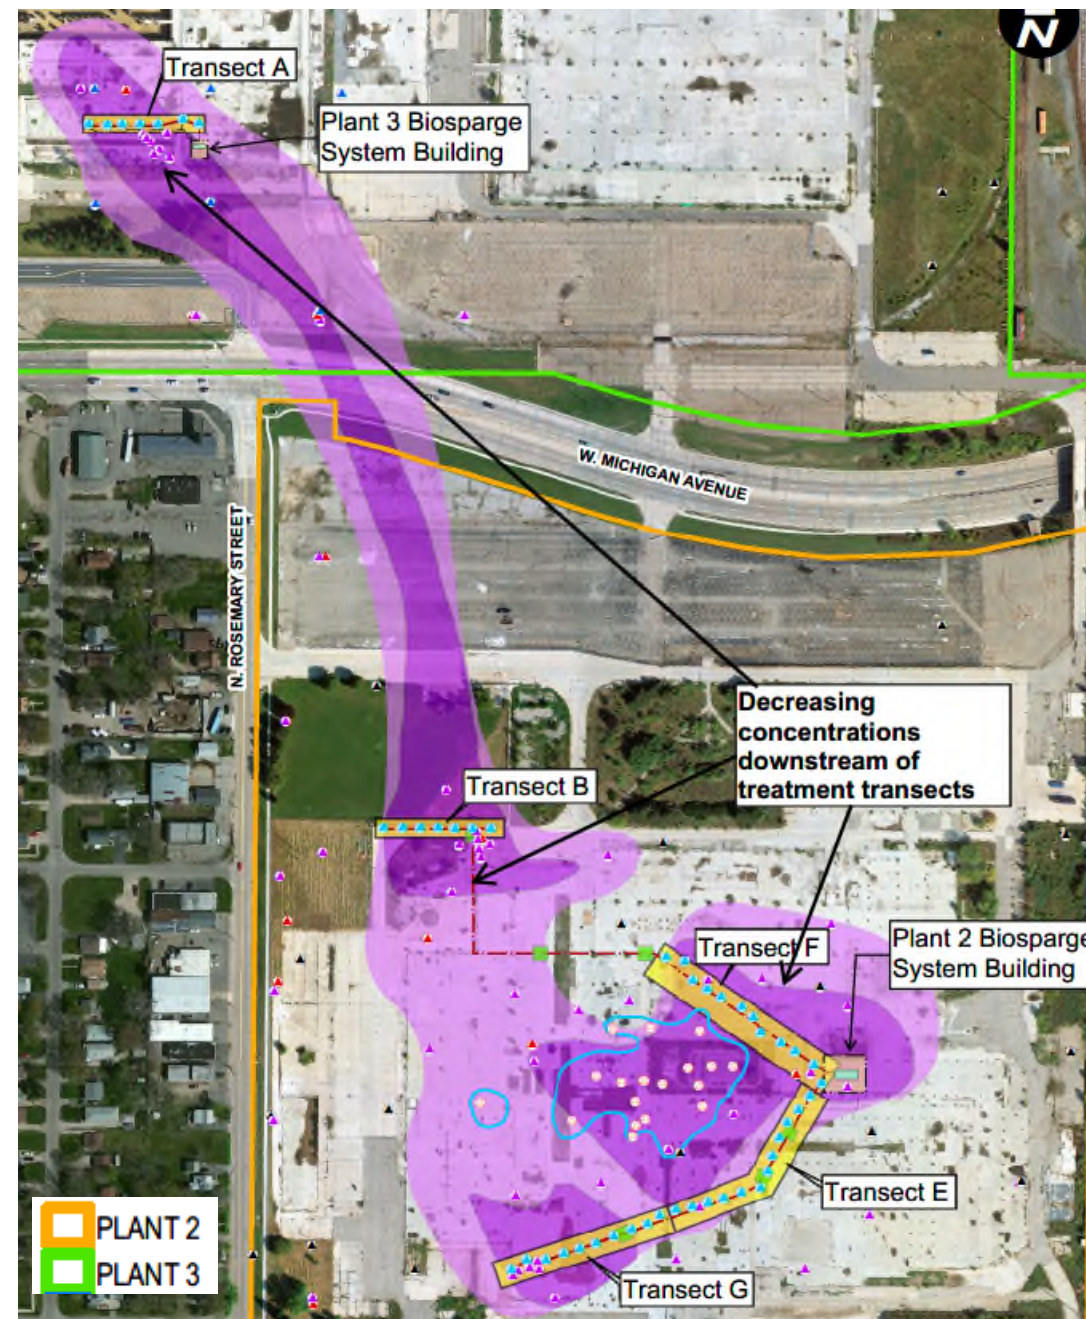 N
Transect A
Plant 3 Biosparge
System Building
W. MICHIGAN AVENUE
N. ROSEMARY STREET
Decreasing
concentrations
downstream of
treatment transects
Transect B
Transect F
Plant 2 Biosparge
System Building
Transect E
PLANT 2
PLANT 3
Transect G